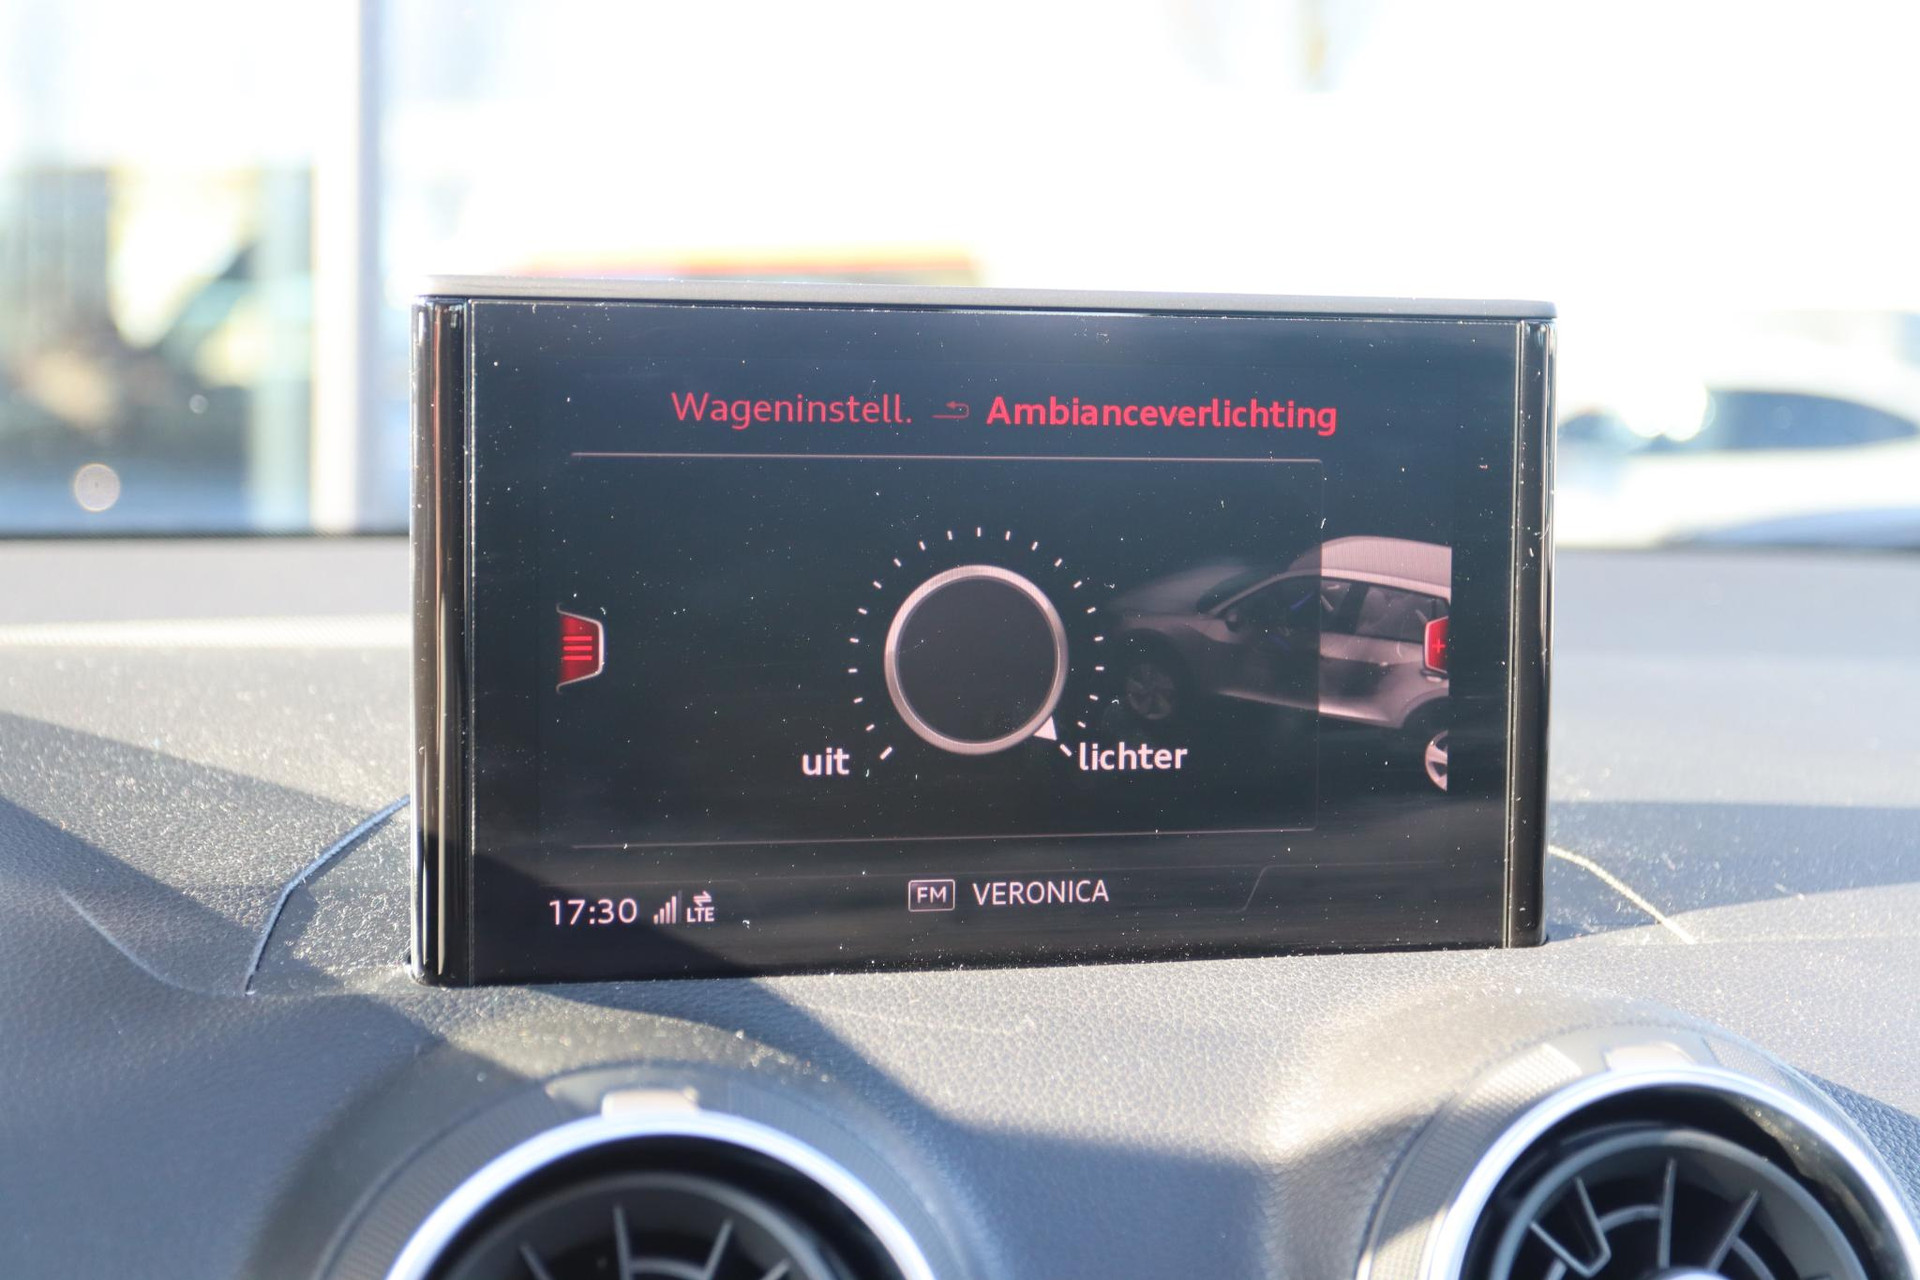 Wageninstell. Ambianceverlichting
uit lichter
17:30 LTE FM VERONICA